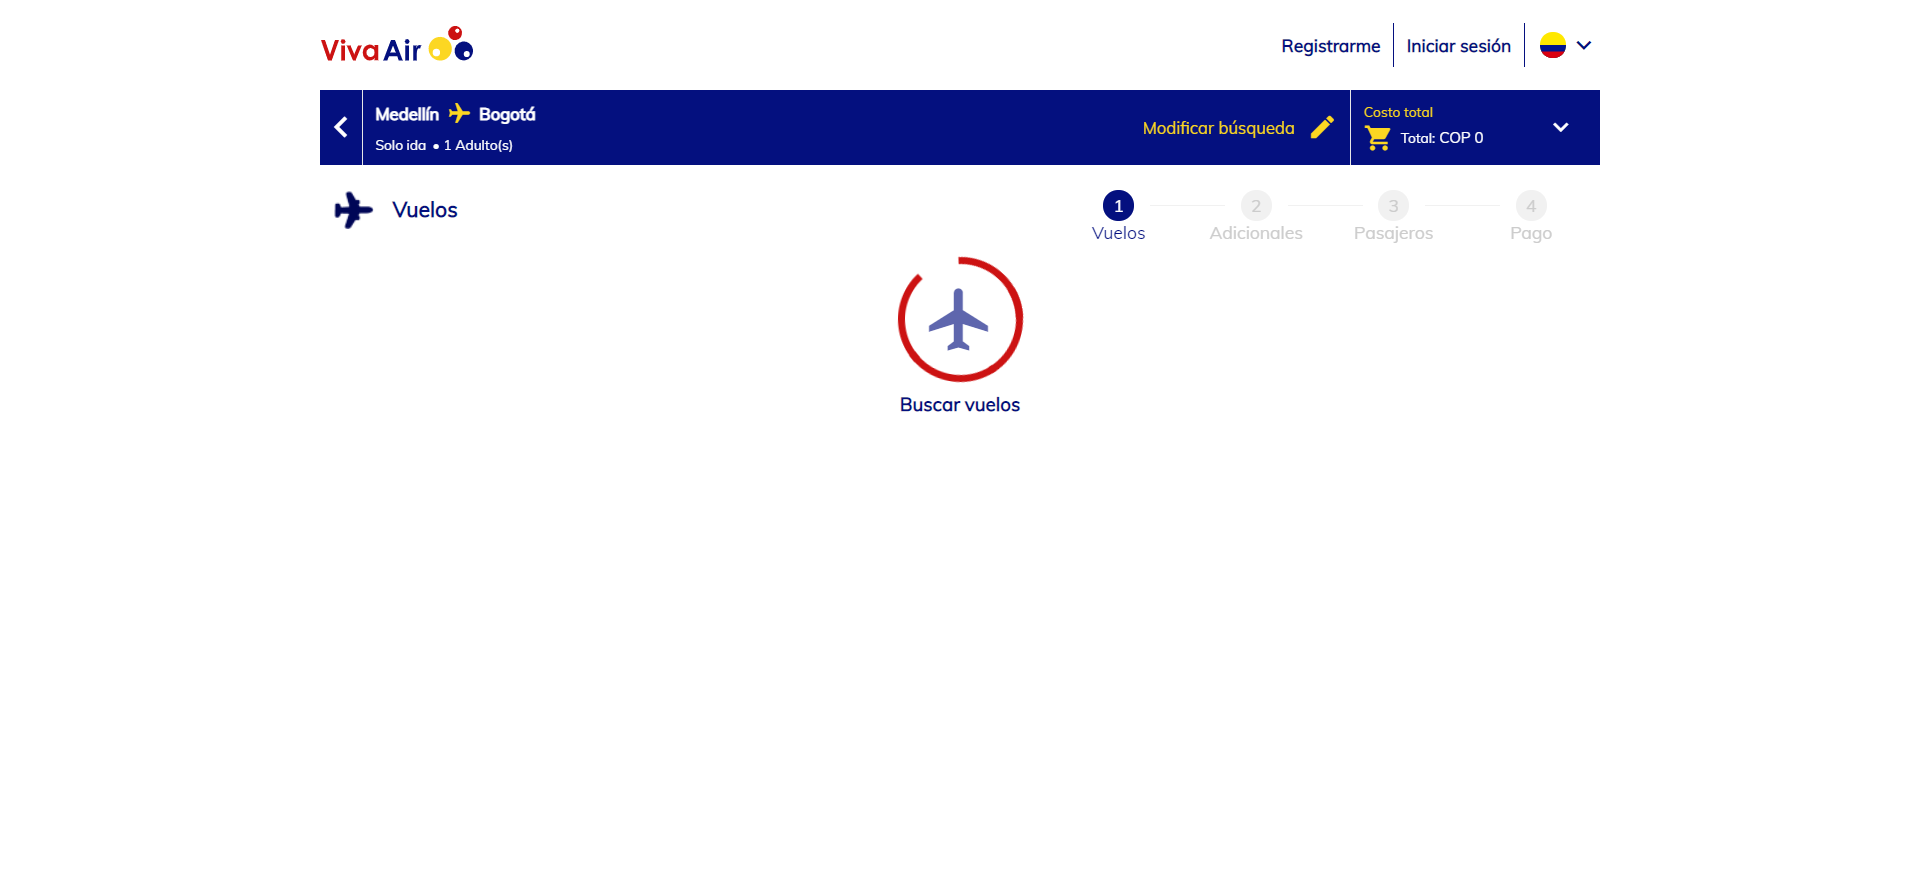 Viva Air
Registrarme
Iniciar sesión
Medellín Bogotá
Solo ida • 1 Adulto(s)
Modificar búsqueda
Costo total
Total: COP 0
Vuelos
1 2 3 4
Vuelos Adicionales Pasajeros Pago
Buscar vuelos